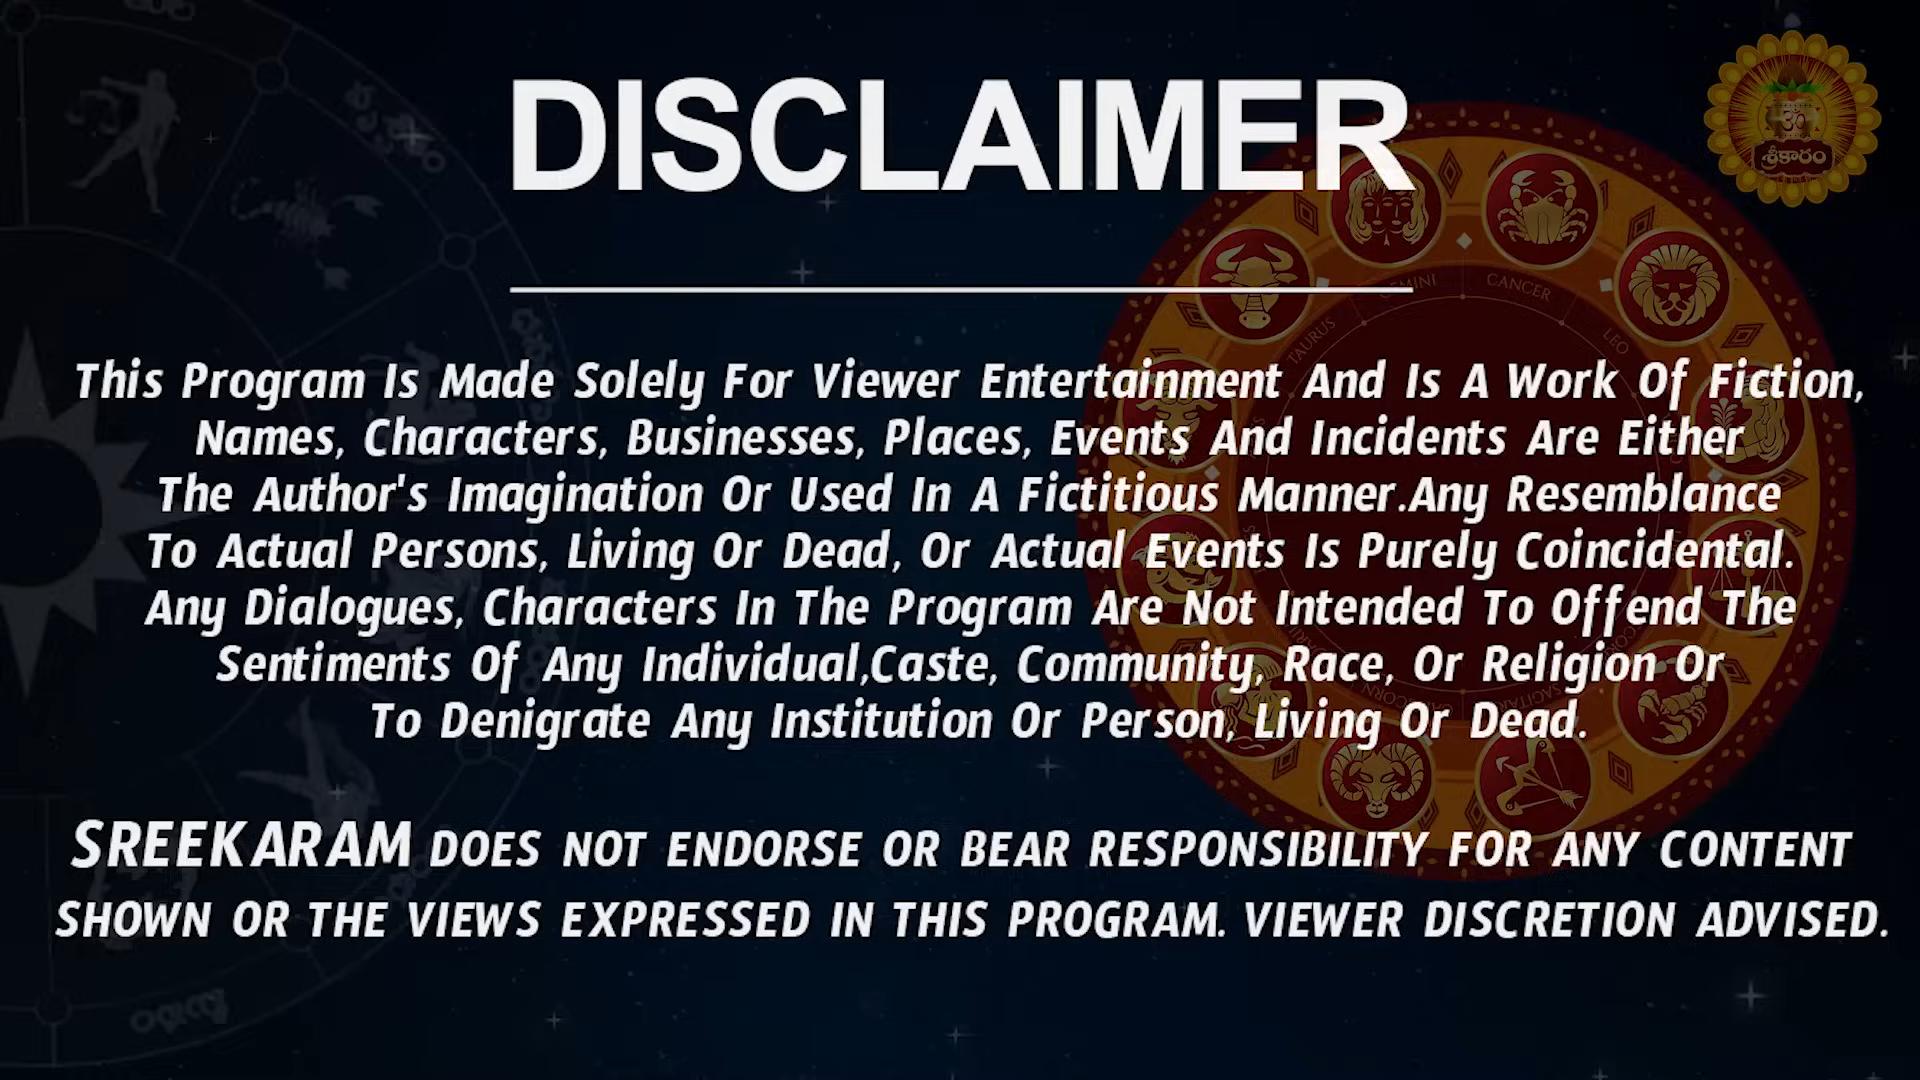 DISCLAIMER
శ్రీకారం
GEMINI
CANCER
TAURUS
LEO
This Program Is Made Solely For Viewer Entertainment And Is A Work Of Fiction,
Names, Characters, Businesses, Places, Events And Incidents Are Either
The Author's Imagination Or Used In A Fictitious Manner.Any Resemblance
To Actual Persons, Living Or Dead, Or Actual Events Is Purely Coincidental.
Any Dialogues, Characters In The Program Are Not Intended To Offend The
Sentiments Of Any Individual,Caste, Community, Race, Or Religion Or
To Denigrate Any Institution Or Person, Living Or Dead.
SREEKARAM DOES NOT ENDORSE OR BEAR RESPONSIBILITY FOR ANY CONTENT
SHOWN OR THE VIEWS EXPRESSED IN THIS PROGRAM. VIEWER DISCRETION ADVISED.